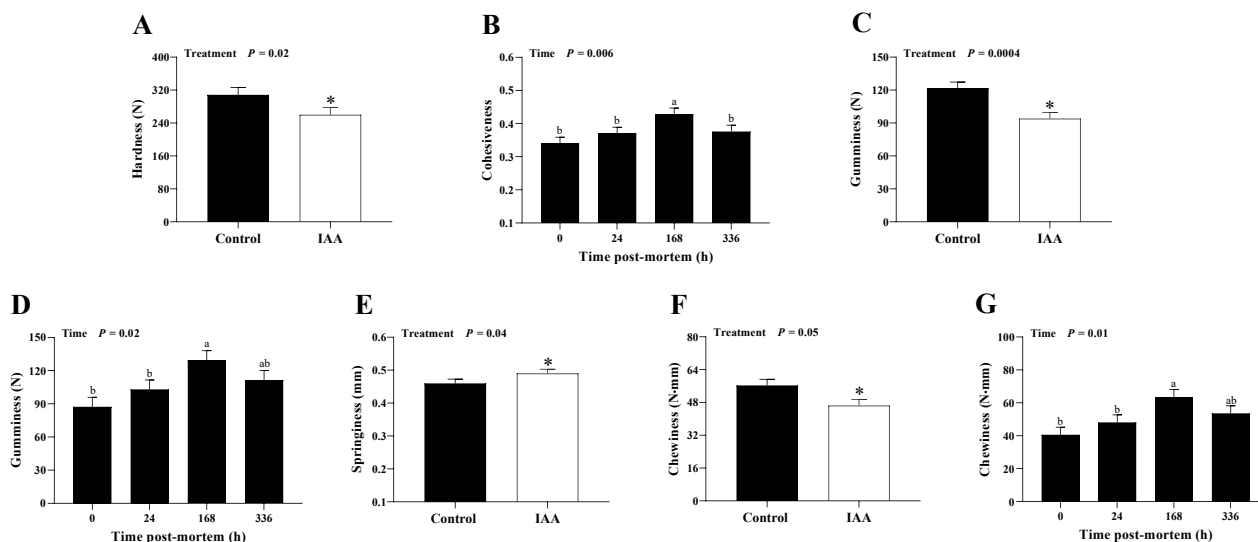 A
Treatment P = 0.02
Hardness (N)
400
320
240
160
80
0
Control IAA
*
B
Time P = 0.006
Cohesiveness
0.6
0.5
0.4
0.3
0.2
0.1
b b a b
0 24 168 336
Time post-mortem (h)
C
Treatment P = 0.0004
Gumminess (N)
150
120
90
60
30
0
*
Control IAA
D
Time P = 0.02
Gumminess (N)
150
120
90
60
30
0
b b a ab
0 24 168 336
Time post-mortem (h)
E
Treatment P = 0.04
Springiness (mm)
0.6
0.5
0.4
0.3
0.2
0.1
*
Control IAA
F
Treatment P = 0.05
Chewiness (N·mm)
80
64
48
32
16
0
*
Control IAA
G
Time P = 0.01
Chewiness (N·mm)
100
80
60
40
20
0
b b a ab
0 24 168 336
Time post-mortem (h)